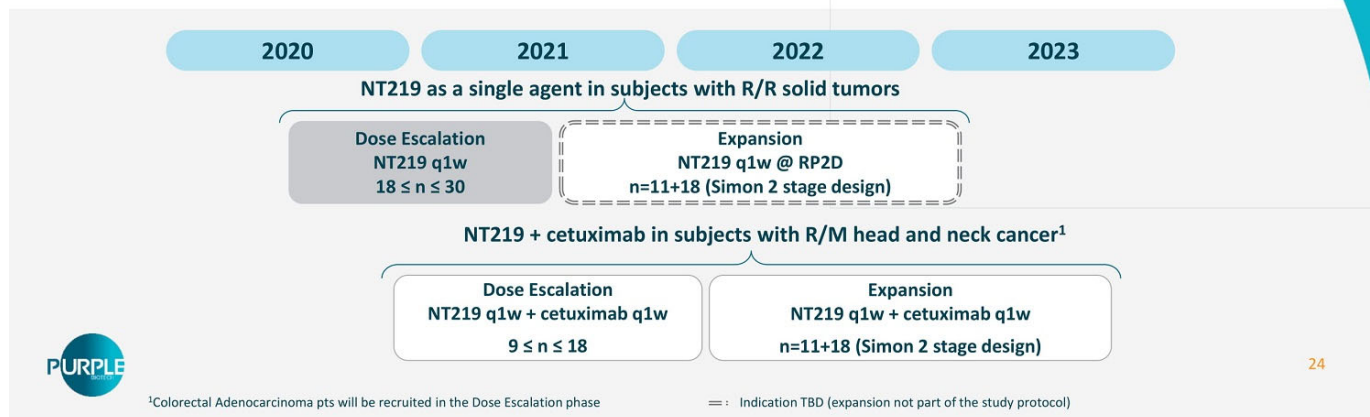 2020 2021 2022 2023
NT219 as a single agent in subjects with R/R solid tumors
Dose Escalation
NT219 q1w
18 ≤ n ≤ 30
Expansion
NT219 q1w @ RP2D
n=11+18 (Simon 2 stage design)
NT219 + cetuximab in subjects with R/M head and neck cancer¹
Dose Escalation
NT219 q1w + cetuximab q1w
9 ≤ n ≤ 18
Expansion
NT219 q1w + cetuximab q1w
n=11+18 (Simon 2 stage design)
PURPLE
24
¹Colorectal Adenocarcinoma pts will be recruited in the Dose Escalation phase
= : Indication TBD (expansion not part of the study protocol)